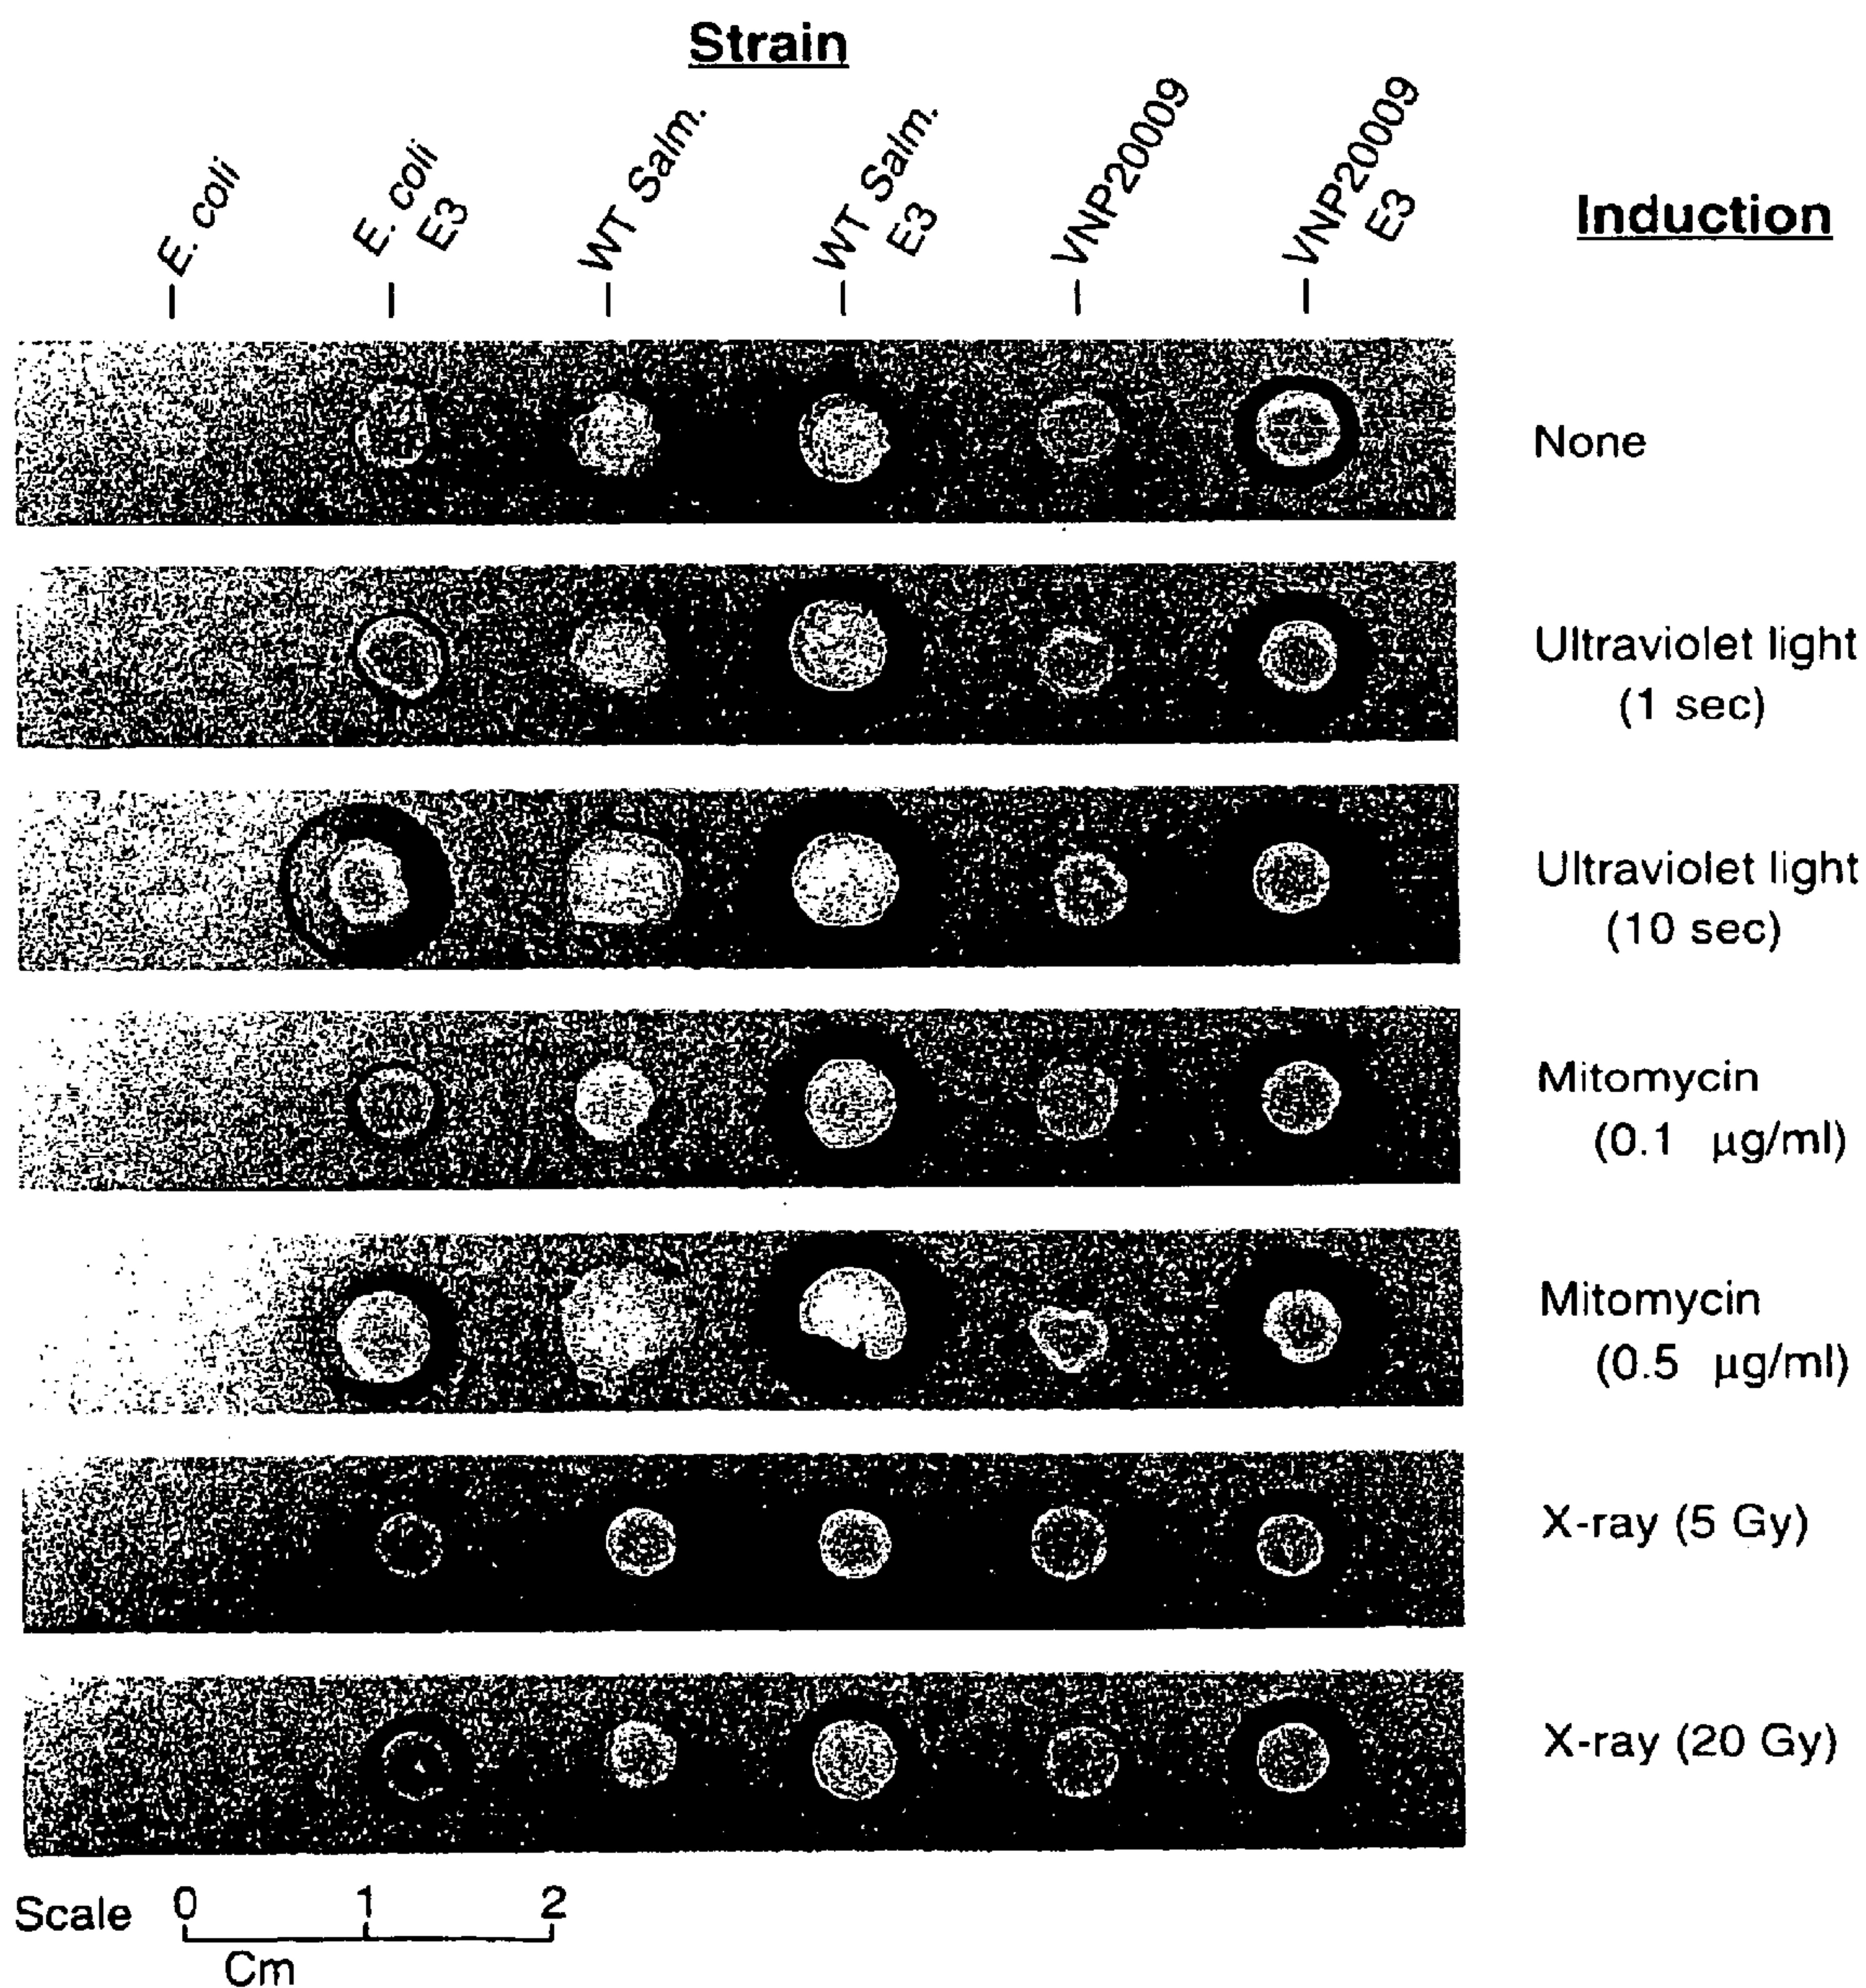 Strain
E. coli
E. coli
E3
WT Salm.
WT Salm.
E3
VNP20009
VNP20009
E3
Induction
None
Ultraviolet light
(1 sec)
Ultraviolet light
(10 sec)
Mitomycin
(0.1 µg/ml)
Mitomycin
(0.5 µg/ml)
X-ray (5 Gy)
X-ray (20 Gy)
Scale 0 1 2
Cm